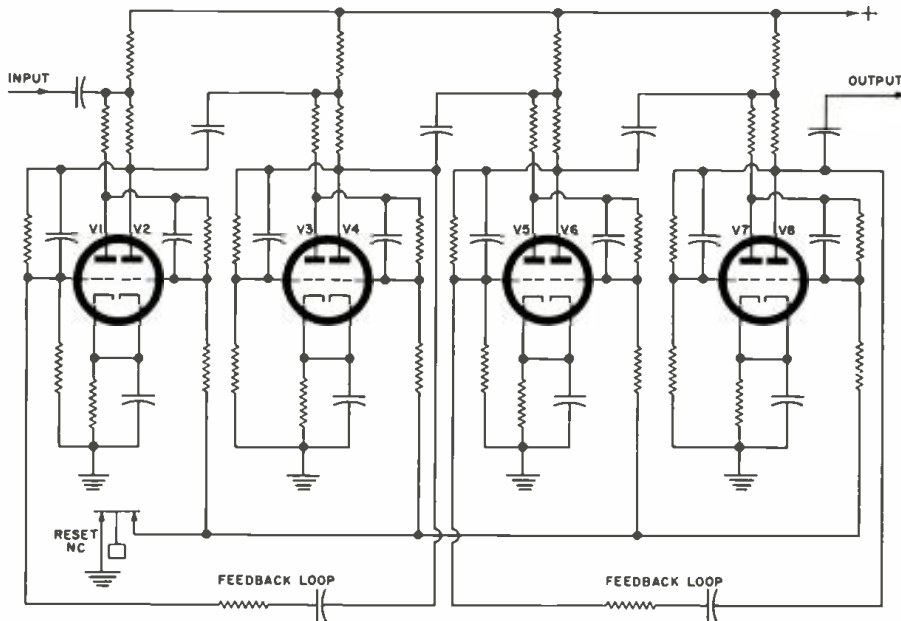 +
INPUT
OUTPUT
V1 V2
V3 V4
V5 V6
V7 V8
RESET
NC
FEEDBACK LOOP
FEEDBACK LOOP